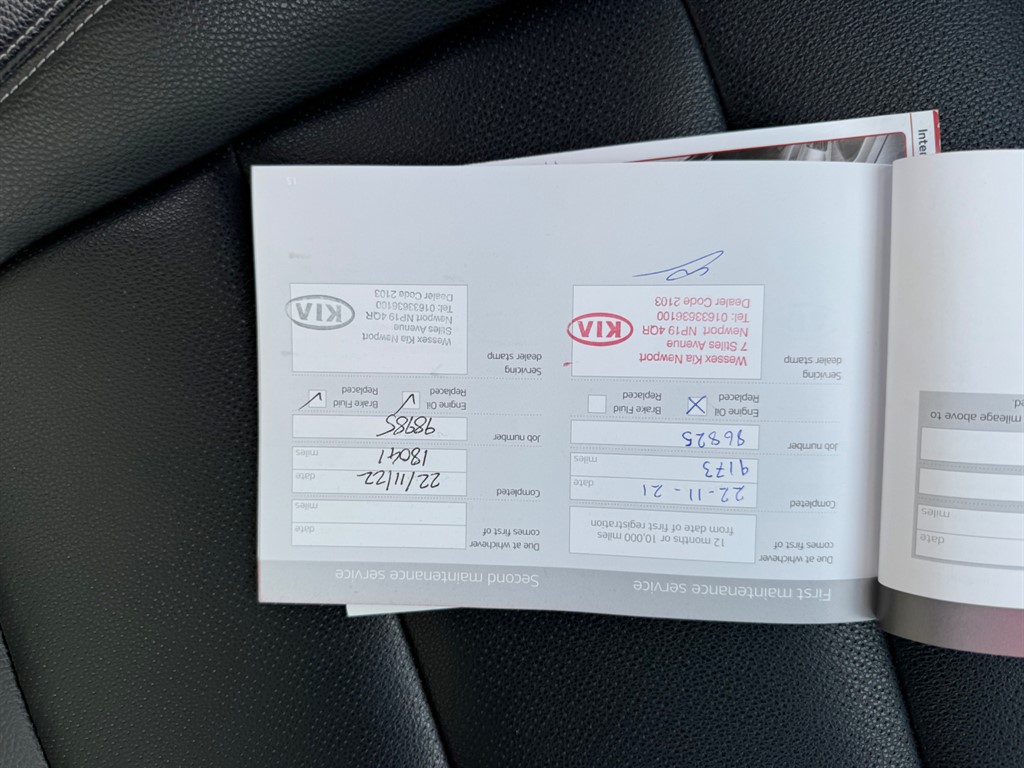 First maintenance service
Due at whichever
comes first of
12 months or 10,000 miles
from date of first registration
Completed
22-11-21
date
9173
miles
Job number
86825
Engine Oil
Replaced
Brake Fluid
Replaced
Servicing
dealer stamp
Wessex Kia Newport
7 Stiles Avenue
Newport NP19 4QR
Tel: 01633636100
Dealer Code 2103
KIA
Second maintenance service
Due at whichever
comes first of
date
miles
Completed
22/11/22
date
18041
miles
Job number
98985
Engine Oil
Replaced
Brake Fluid
Replaced
Servicing
dealer stamp
Wessex Kia Newport
Stiles Avenue
Newport NP19 4QR
Tel: 01633636100
Dealer Code 2103
KIA
date
miles
mileage above to